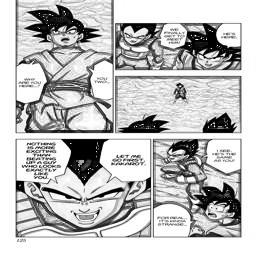 WE
FINALLY
GET TO
MEET
HIM!
HE'S
HERE.
WHY
ARE YOU
HERE...
YOU
TWO...
NOTHING
IS MORE
EXCITING
THAN
BEATING
UP A GUY
WHO LOOKS
EXACTLY
LIKE
YOU.
LET ME
GO FIRST,
KAKAROT.
I SEE.
HE'S THE
SAME
AS YOU!
FOR REAL...
IT'S KINDA
STRANGE...